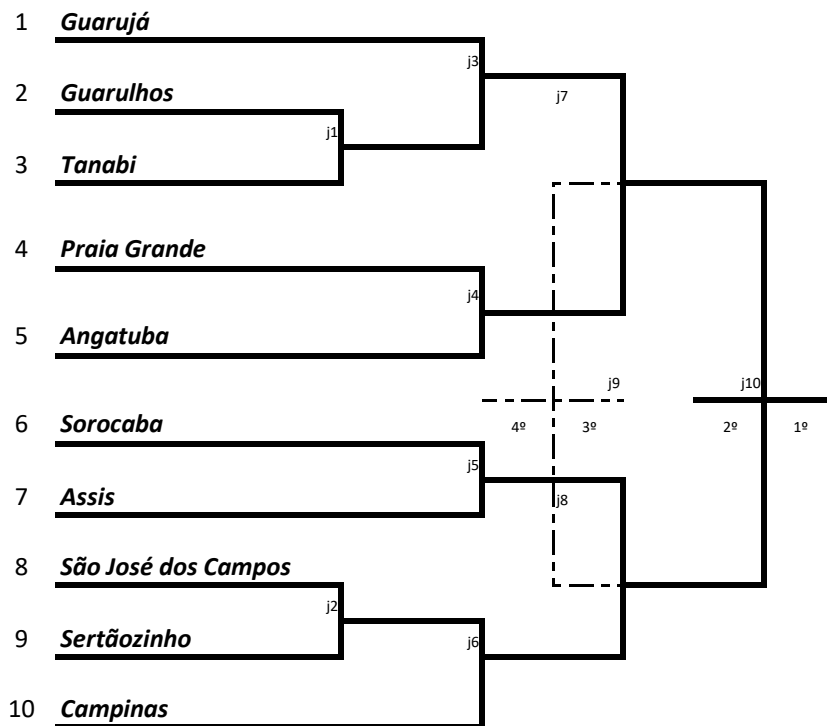 1 Guarujá
j3
2 Guarulhos
j7
j1
3 Tanabi
4 Praia Grande
j4
5 Angatuba
j9
j10
6 Sorocaba
4º 3º 2º 1º
j5
7 Assis
j8
8 São José dos Campos
j2
9 Sertãozinho
j6
10 Campinas